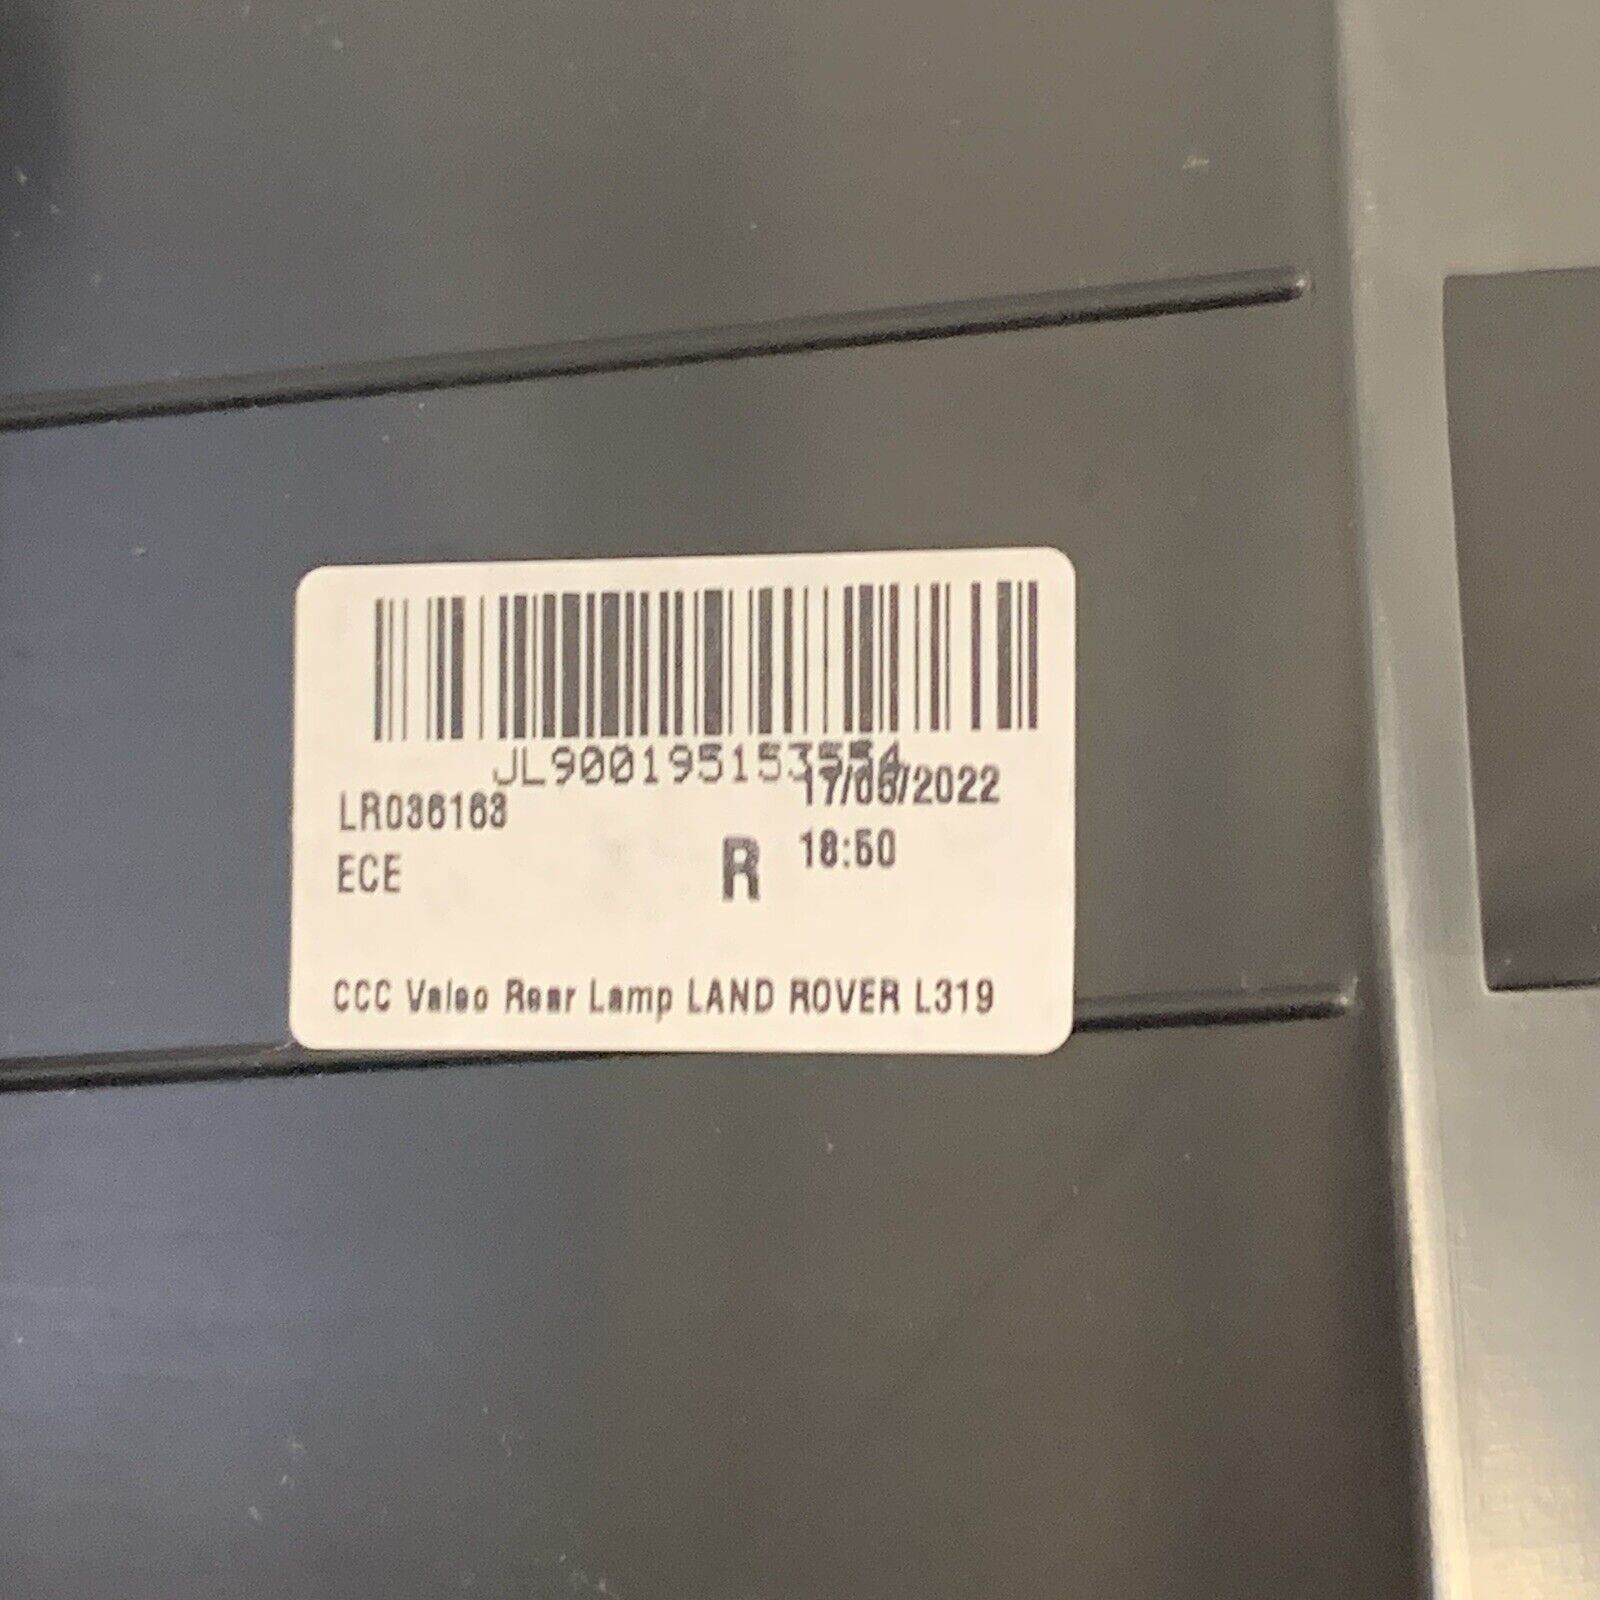 JL900195153554
LR036163
17/05/2022
ECE
R
18:50
CCC Valeo Rear Lamp LAND ROVER L319